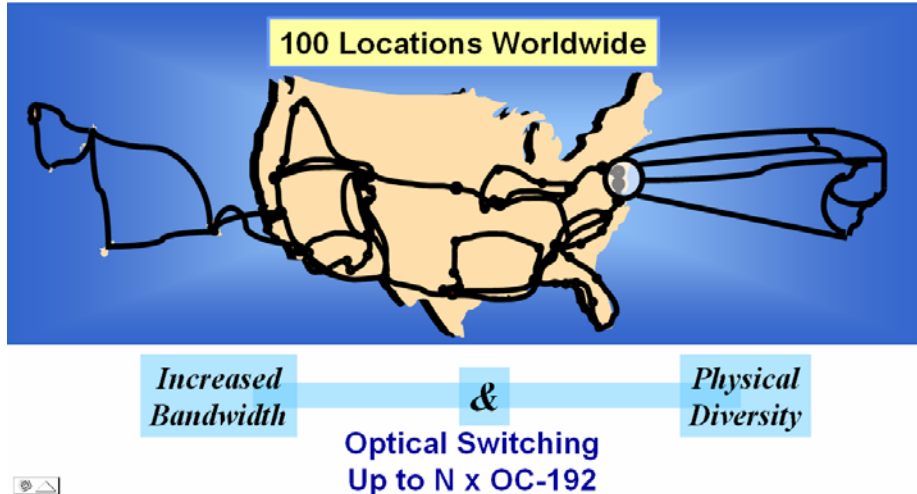 100 Locations Worldwide
Increased
Bandwidth
&
Physical
Diversity
Optical Switching
Up to N x OC-192